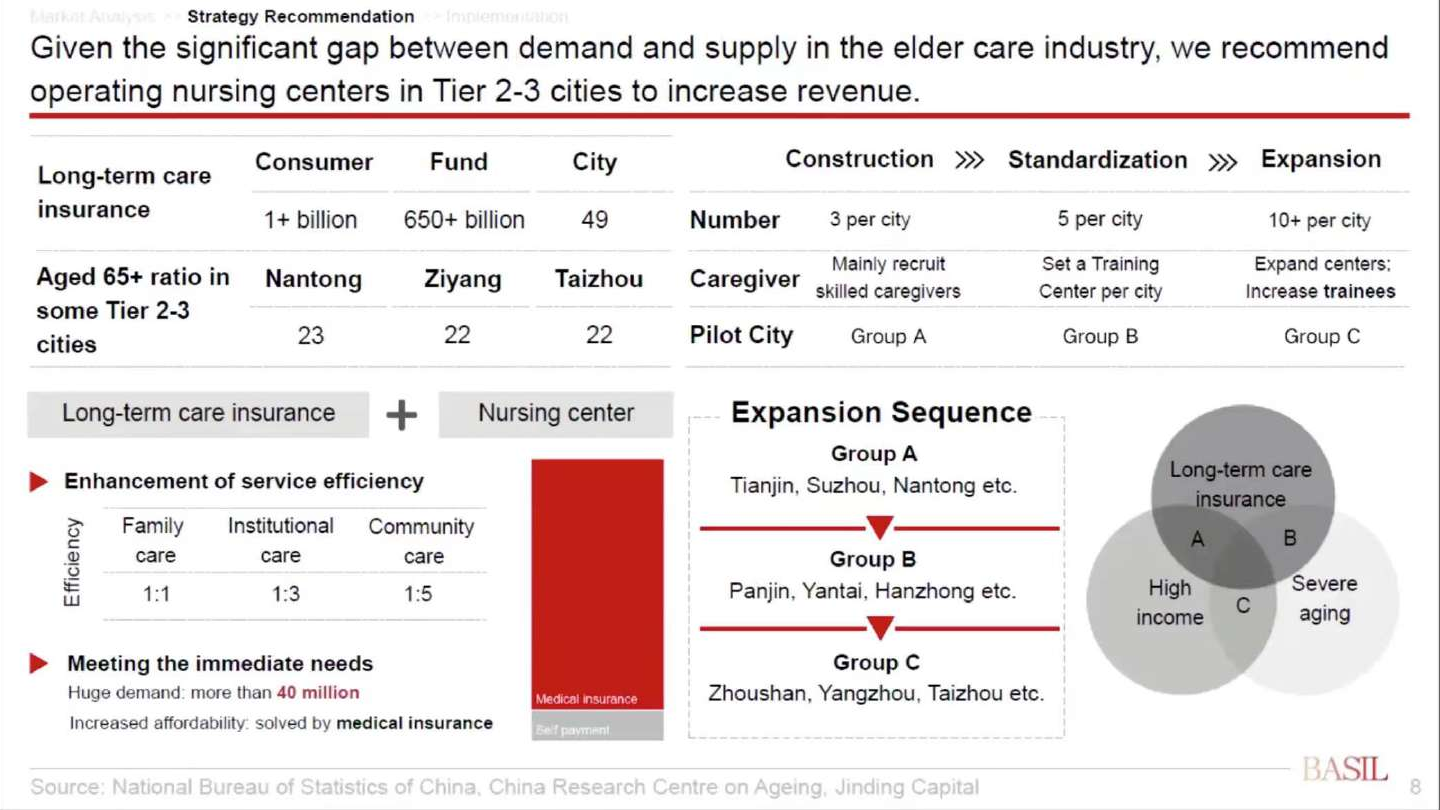 Market Analysis >> Strategy Recommendation >> Implementation
Given the significant gap between demand and supply in the elder care industry, we recommend
operating nursing centers in Tier 2-3 cities to increase revenue.
Long-term care
insurance
Consumer Fund City
1+ billion 650+ billion 49
Aged 65+ ratio in
some Tier 2-3
cities
Nantong Ziyang Taizhou
23 22 22
Construction >>> Standardization >>> Expansion
Number 3 per city 5 per city 10+ per city
Caregiver
Mainly recruit
skilled caregivers
Set a Training
Center per city
Expand centers;
Increase trainees
Pilot City Group A Group B Group C
Long-term care insurance + Nursing center
Enhancement of service efficiency
Efficiency
Family
care
Institutional
care
Community
care
1:1 1:3 1:5
Meeting the immediate needs
Huge demand: more than 40 million
Increased affordability: solved by medical insurance
Medical insurance
Self payment
Expansion Sequence
Group A
Tianjin, Suzhou, Nantong etc.
Group B
Panjin, Yantai, Hanzhong etc.
Group C
Zhoushan, Yangzhou, Taizhou etc.
Long-term care
insurance
A
B
High
income
C
Severe
aging
Source: National Bureau of Statistics of China, China Research Centre on Ageing, Jinding Capital
BASIL
8